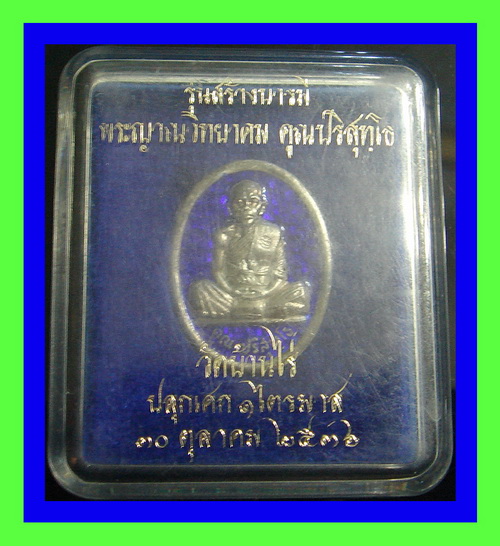 รุ่นสร้างบารมี
พระญาณวิทยาคม คุณปริสุทโธ
วัดบ้านไร่
ปลุกเศก ๑ ไตรมาส
๓๐ ตุลาคม ๒๕๓๖